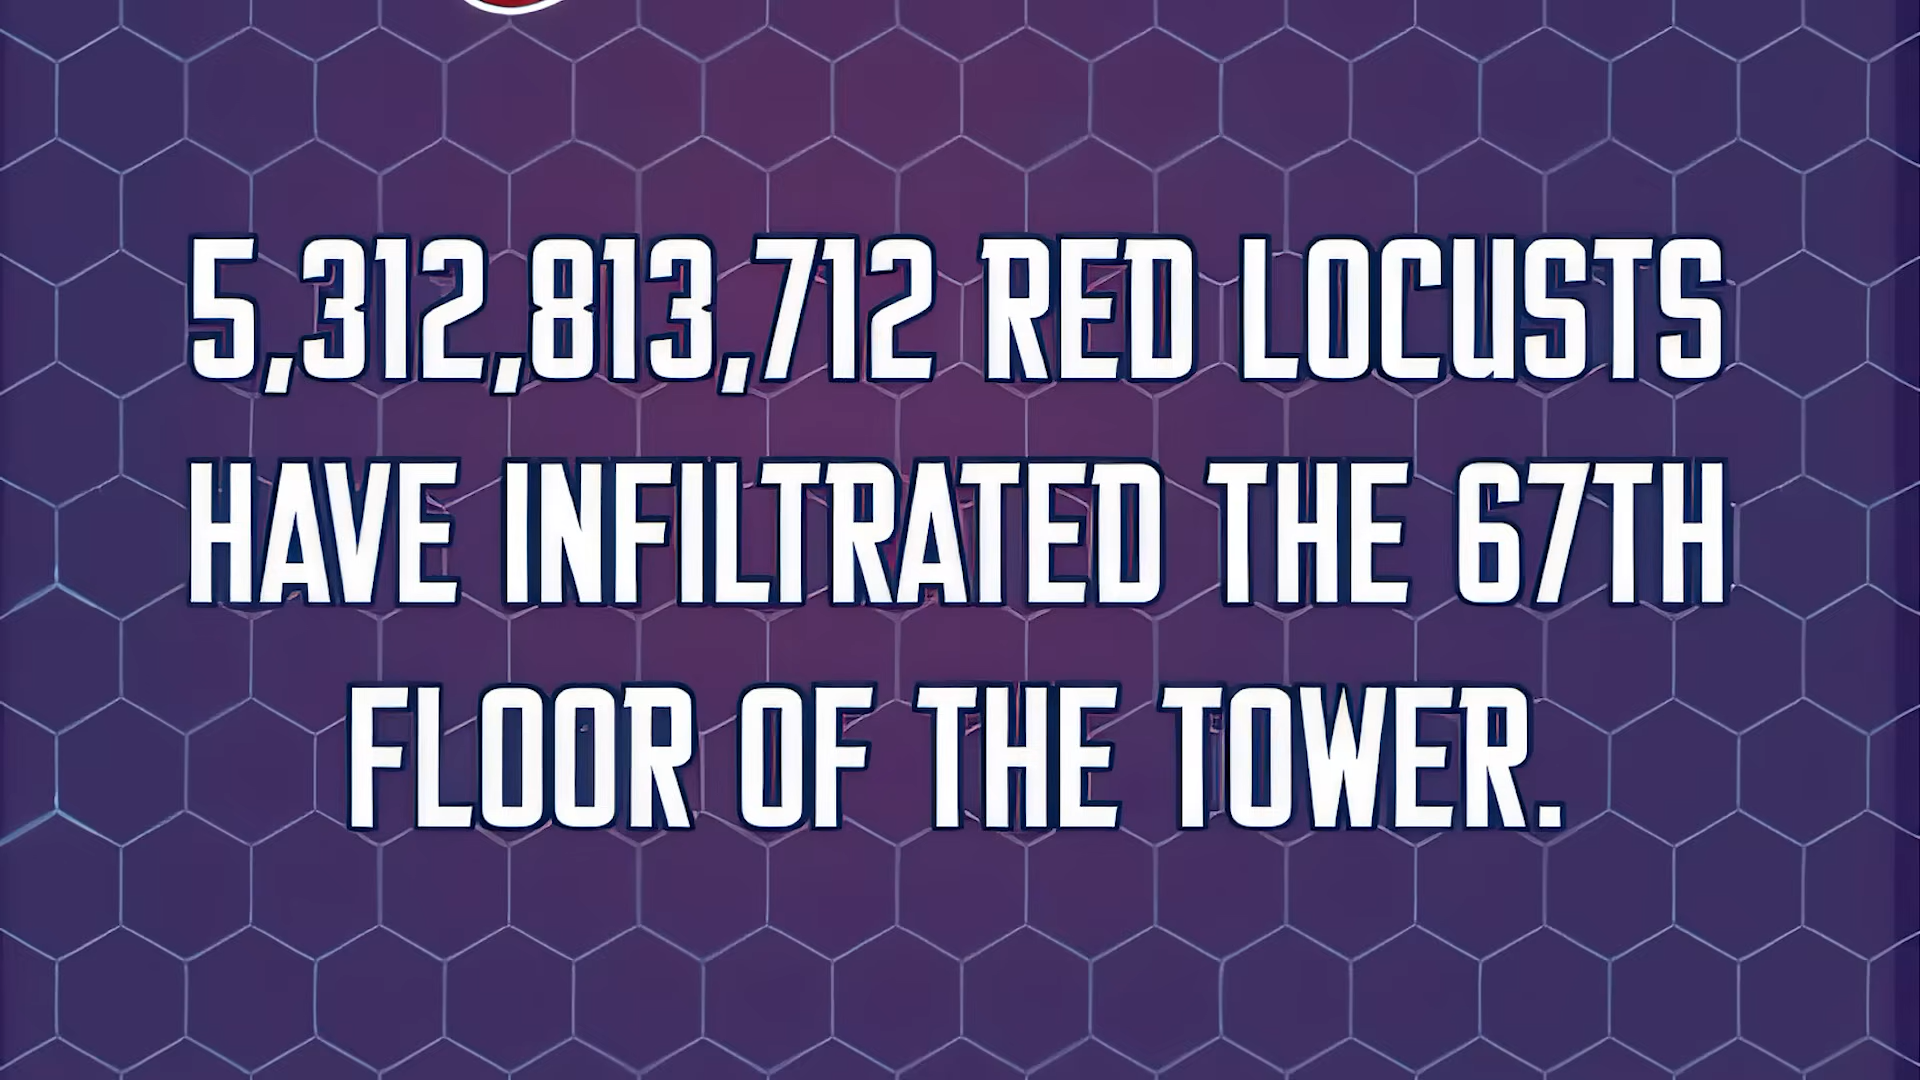 5,312,813,712 RED LOCUSTS
HAVE INFILTRATED THE 67TH
FLOOR OF THE TOWER.